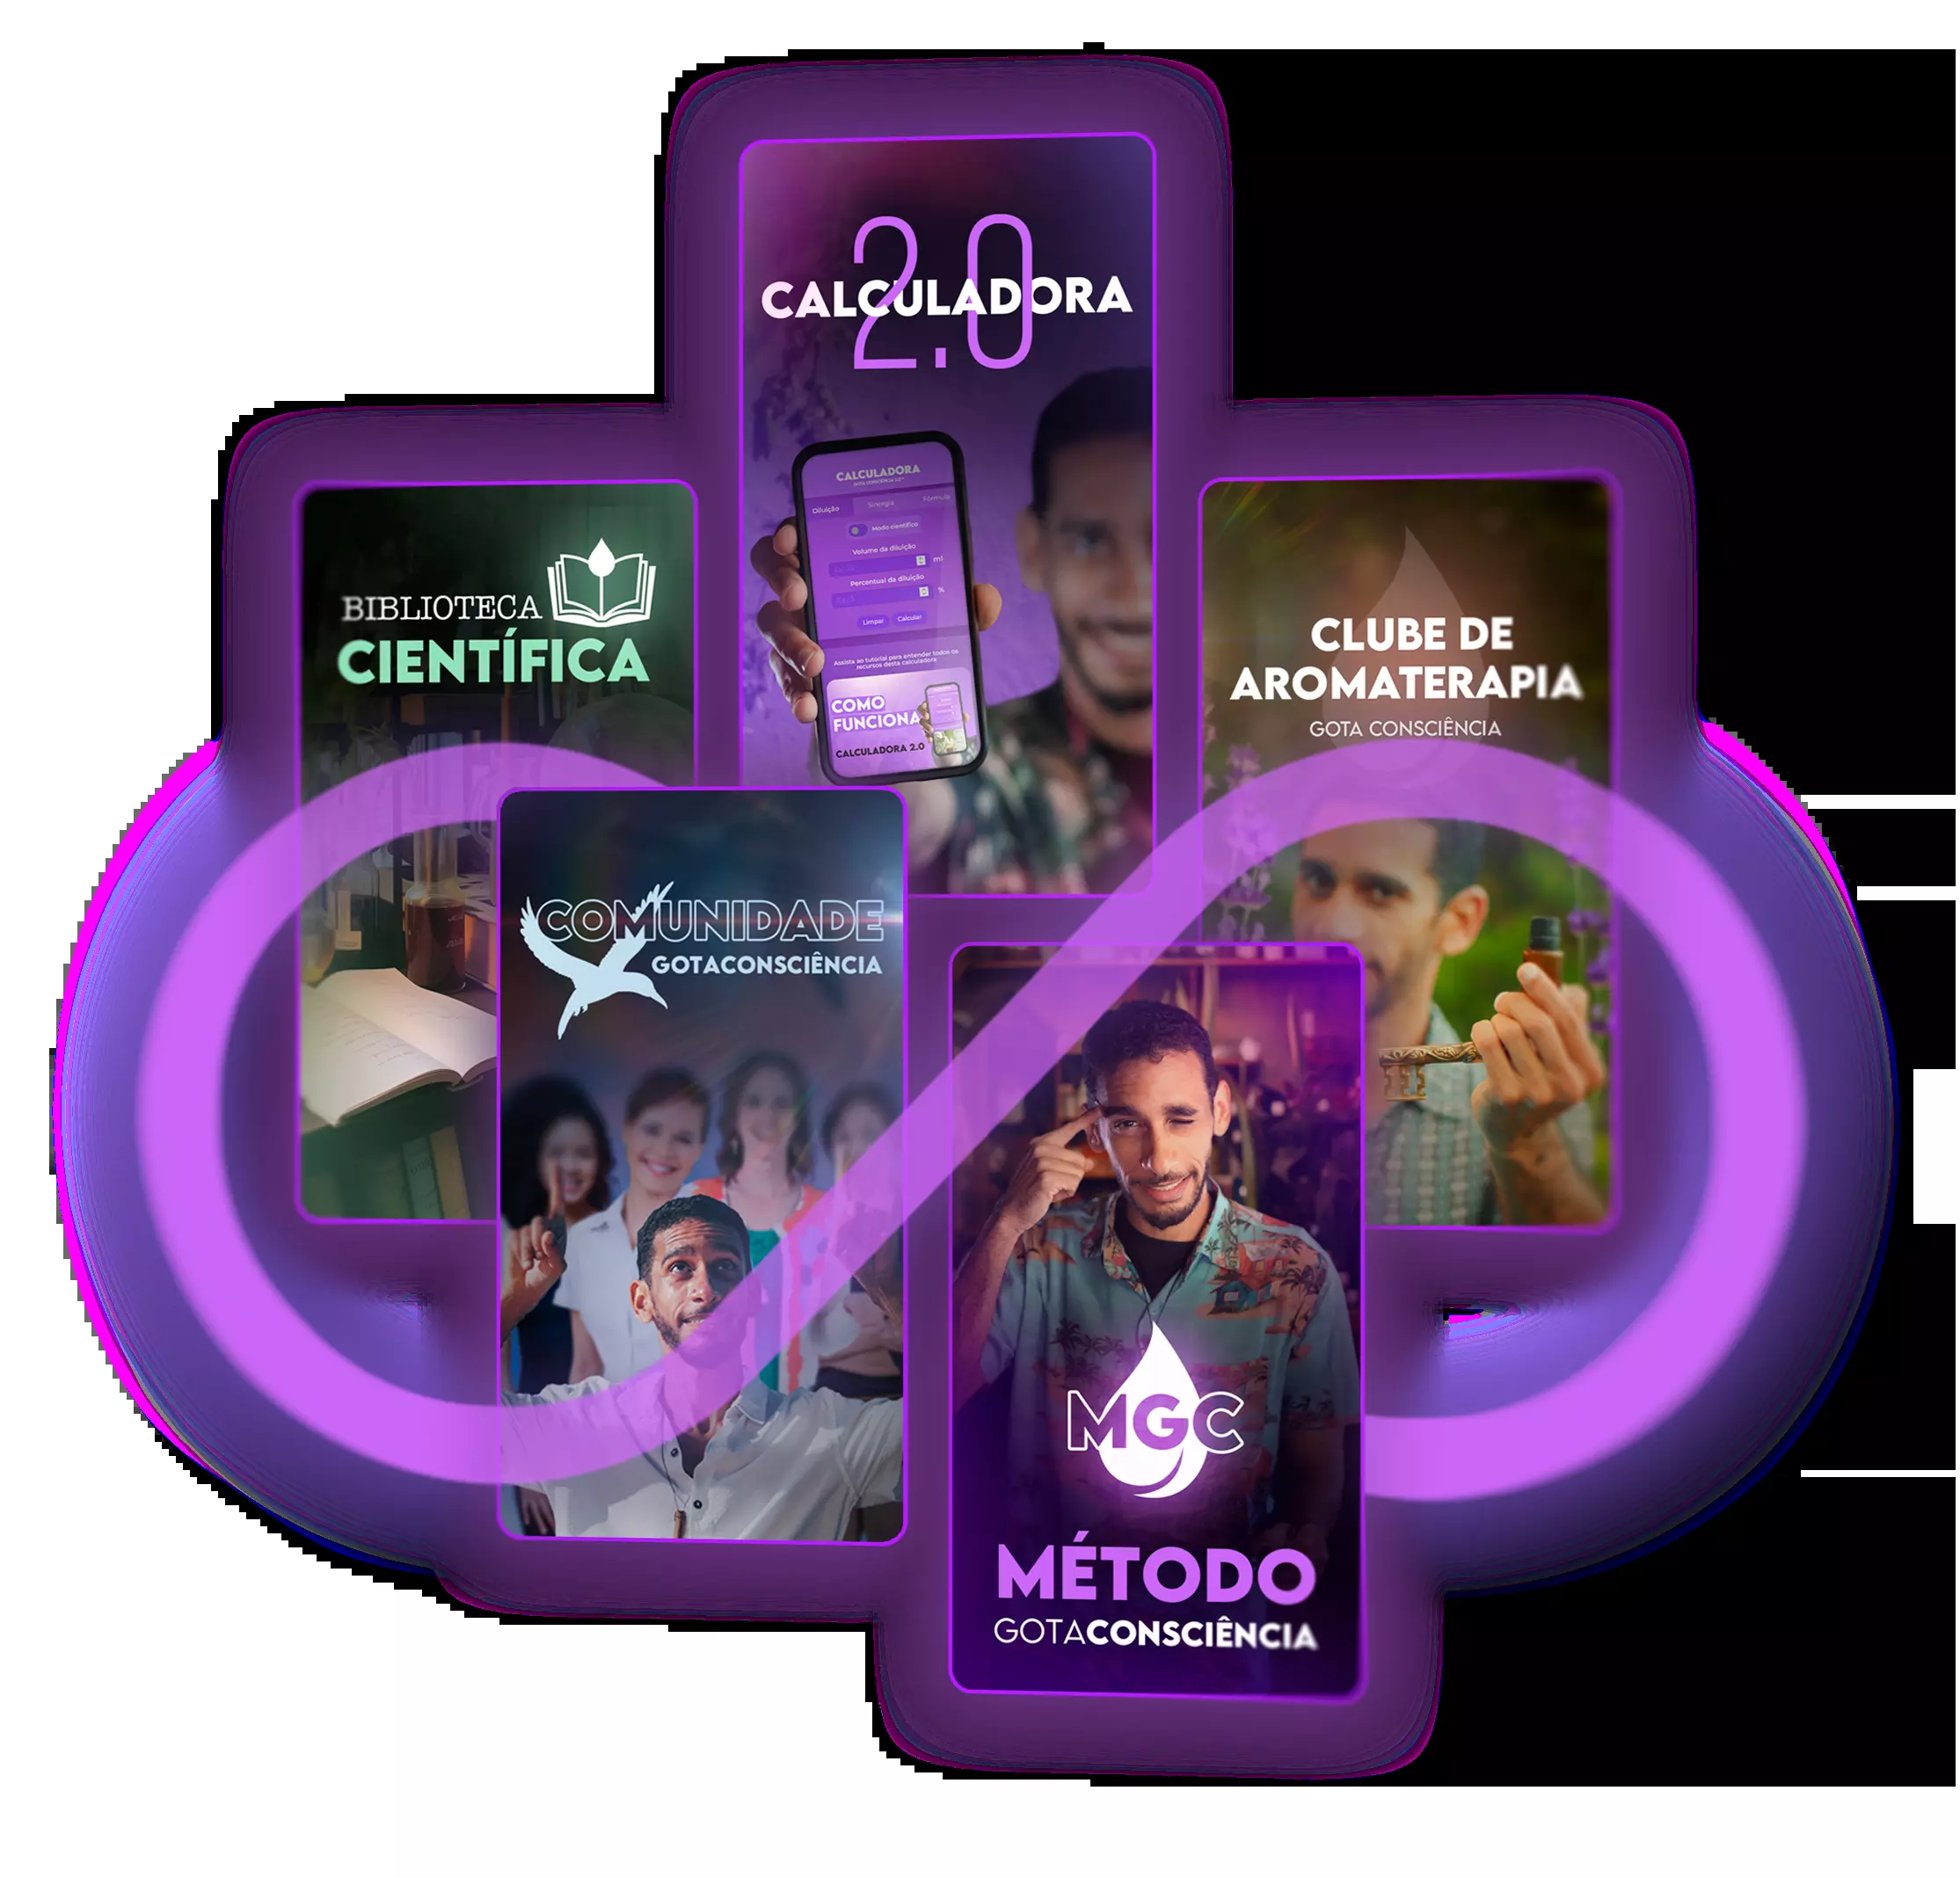 2.0
CALCULADORA
CALCULADORA
Diluição Sinergia Fórmula
Modo científico
Volume da diluição
ml
Percentual da diluição
%
Limpar Calcular
Assista ao tutorial para entender todos os
recursos desta calculadora
COMO
FUNCIONA
CALCULADORA 2.0
BIBLIOTECA
CIENTÍFICA
CLUBE DE
AROMATERAPIA
GOTA CONSCIÊNCIA
COMUNIDADE
GOTACONSCIÊNCIA
MGC
MÉTODO
GOTACONSCIÊNCIA